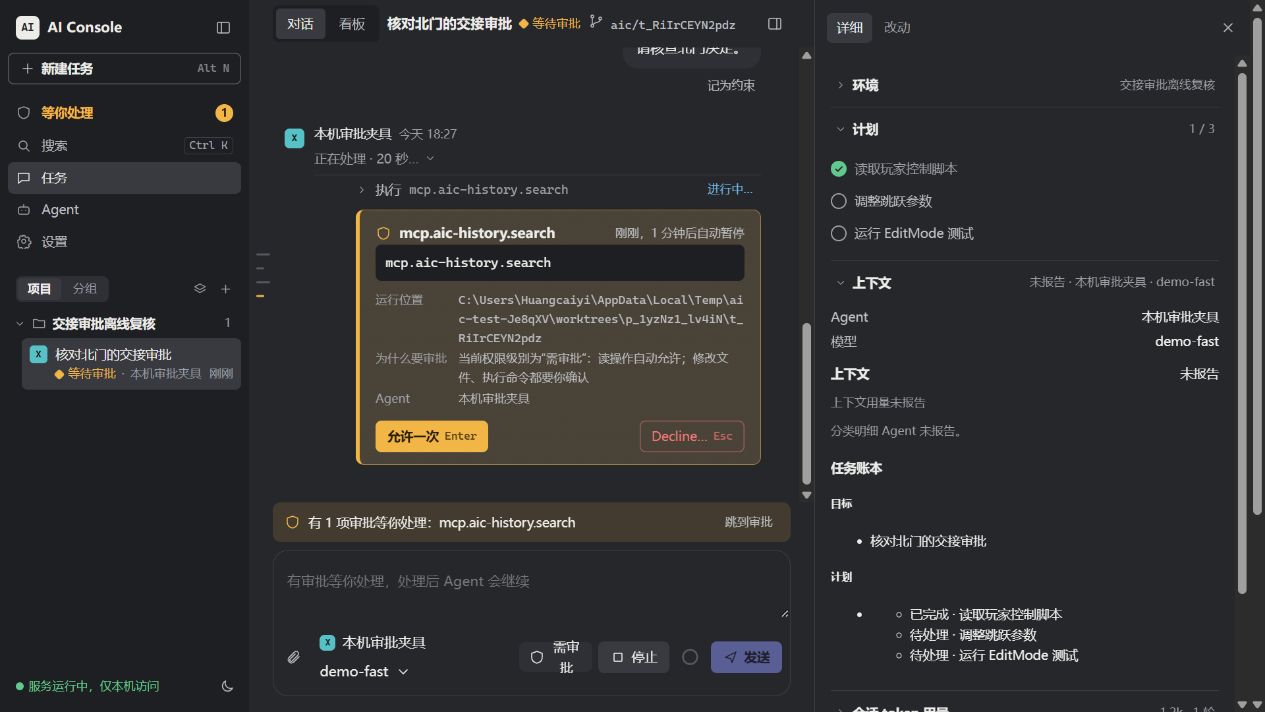 AI AI Console
新建任务 Alt N
等你处理 1
搜索 Ctrl K
任务
Agent
设置
项目 分组
交接审批离线复核 1
X 核对北门的交接审批
等待审批 · 本机审批夹具 刚刚
服务运行中，仅本机访问
对话 看板 核对北门的交接审批 等待审批 aic/t_RiIrCEYN2pdz
请核查北门决定。
记为约束
X 本机审批夹具 今天 18:27
正在处理 · 20 秒...
执行 mcp.aic-history.search 进行中...
mcp.aic-history.search 刚刚，1 分钟后自动暂停
mcp.aic-history.search
运行位置 C:\Users\Huangcaiyi\AppData\Local\Temp\ai
c-test-Je8qXV\worktrees\p_1yzNz1_lv4iN\t_
RiIrCEYN2pdz
为什么要审批 当前权限级别为"需审批"：读操作自动允许；修改文
件、执行命令都要你确认
Agent 本机审批夹具
允许一次 Enter Decline... Esc
有 1 项审批等你处理：mcp.aic-history.search 跳到审批
有审批等你处理，处理后 Agent 会继续
X 本机审批夹具
demo-fast
需审
批
停止
发送
详细 改动
环境 交接审批离线复核
计划 1 / 3
读取玩家控制脚本
调整跳跃参数
运行 EditMode 测试
上下文 未报告 · 本机审批夹具 · demo-fast
Agent 本机审批夹具
模型 demo-fast
上下文 未报告
上下文用量未报告
分类明细 Agent 未报告。
任务账本
目标
核对北门的交接审批
计划
已完成 · 读取玩家控制脚本
待处理 · 调整跳跃参数
待处理 · 运行 EditMode 测试